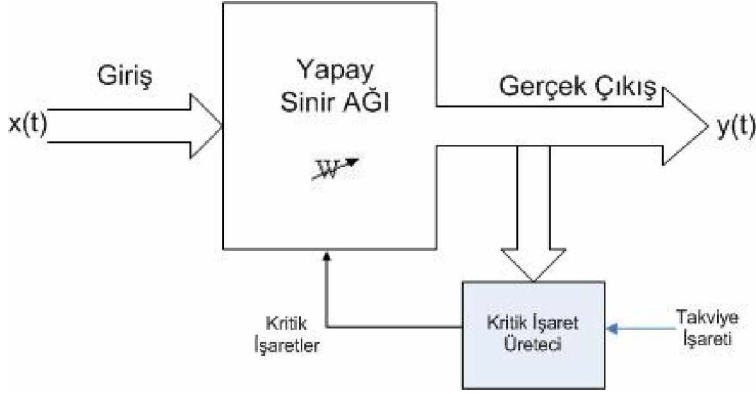 Giriş
x(t)
Yapay
Sinir AĞI
W
Gerçek Çıkış
y(t)
Kritik
İşaretler
Kritik İşaret
Üreteci
Takviye
İşareti